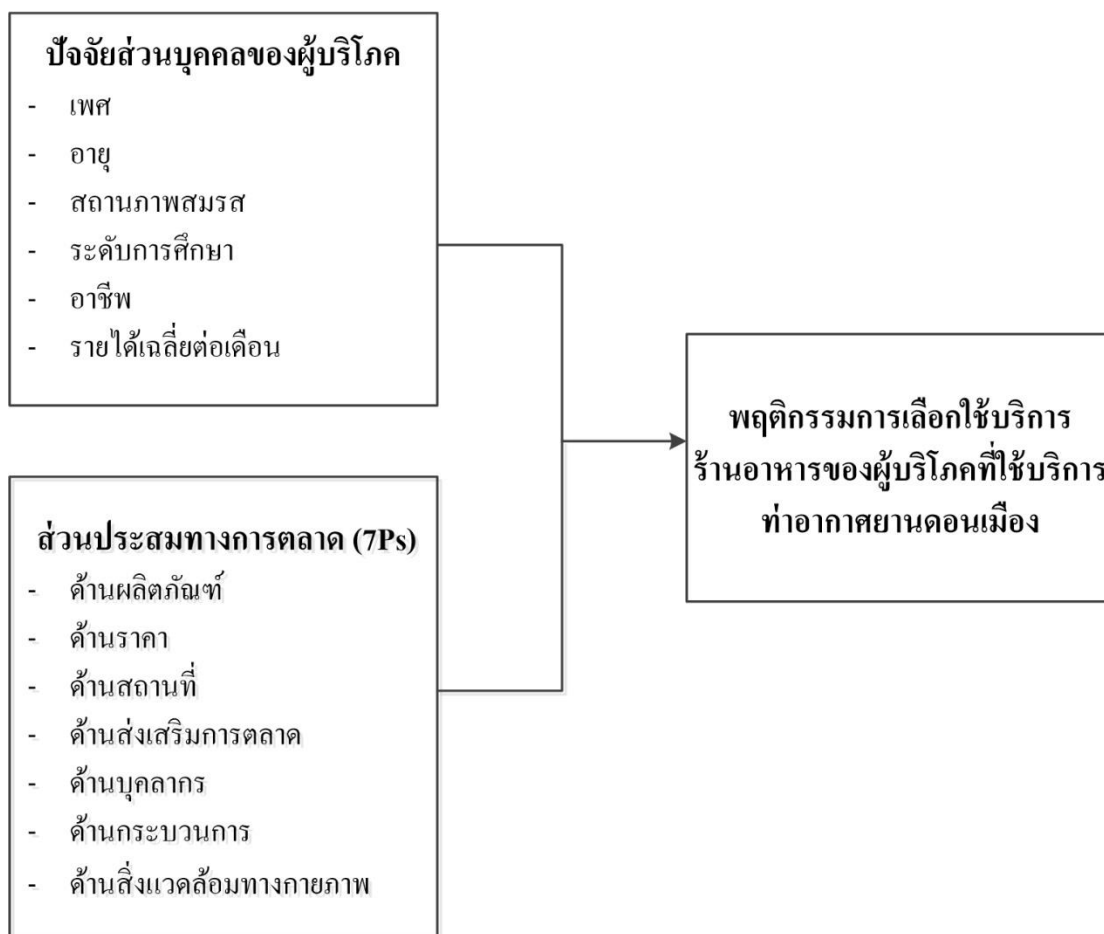 ปัจจัยส่วนบุคคลของผู้บริโภค
- เพศ
- อายุ
- สถานภาพสมรส
- ระดับการศึกษา
- อาชีพ
- รายได้เฉลี่ยต่อเดือน
ส่วนประสมทางการตลาด (7Ps)
- ด้านผลิตภัณฑ์
- ด้านราคา
- ด้านสถานที่
- ด้านส่งเสริมการตลาด
- ด้านบุคลากร
- ด้านกระบวนการ
- ด้านสิ่งแวดล้อมทางกายภาพ
พฤติกรรมการเลือกใช้บริการ
ร้านอาหารของผู้บริโภคที่ใช้บริการ
ท่าอากาศยานดอนเมือง